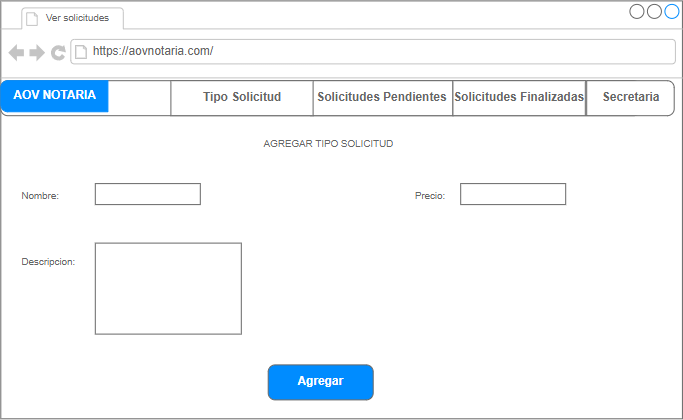 Ver solicitudes
https://aovnotaria.com/
AOV NOTARIA
Tipo Solicitud
Solicitudes Pendientes
Solicitudes Finalizadas
Secretaria
AGREGAR TIPO SOLICITUD
Nombre:
Precio:
Descripcion:
Agregar